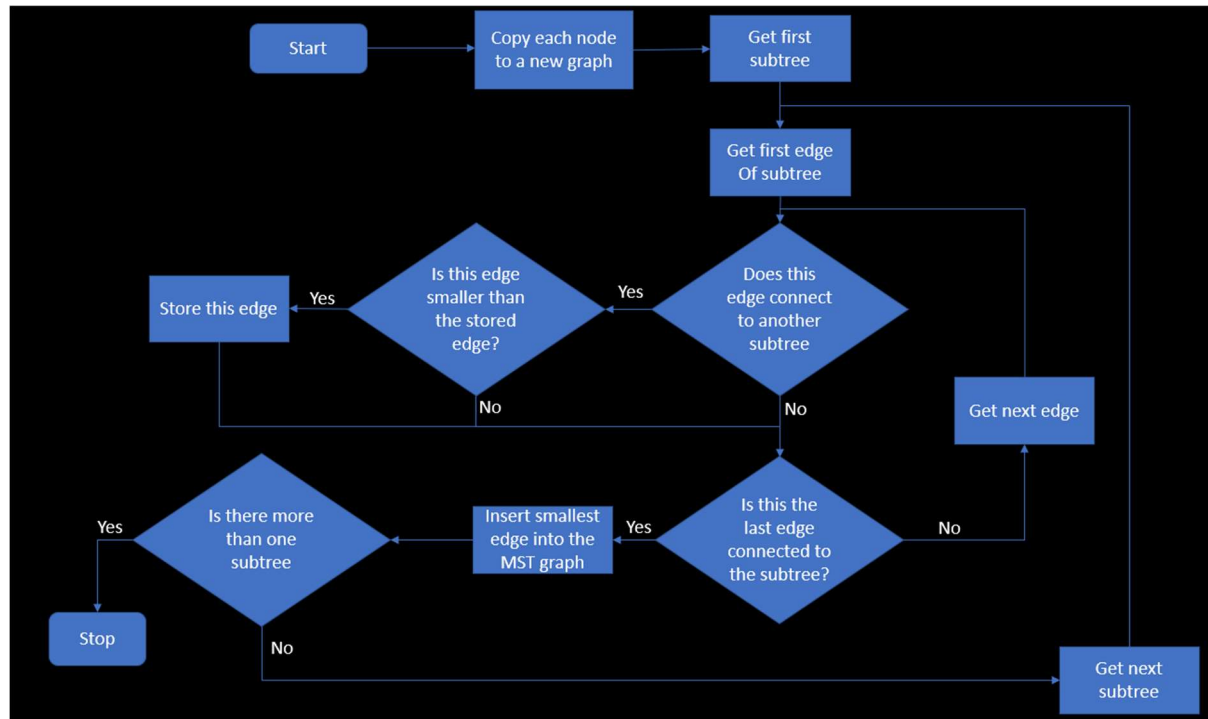 Start
Copy each node
to a new graph
Get first
subtree
Get first edge
Of subtree
Does this
edge connect
to another
subtree
Yes
Is this edge
smaller than
the stored
edge?
Yes
Store this edge
No
No
Get next edge
Is this the
last edge
connected to
the subtree?
No
Yes
Insert smallest
edge into the
MST graph
Is there more
than one
subtree
Yes
Stop
No
Get next
subtree